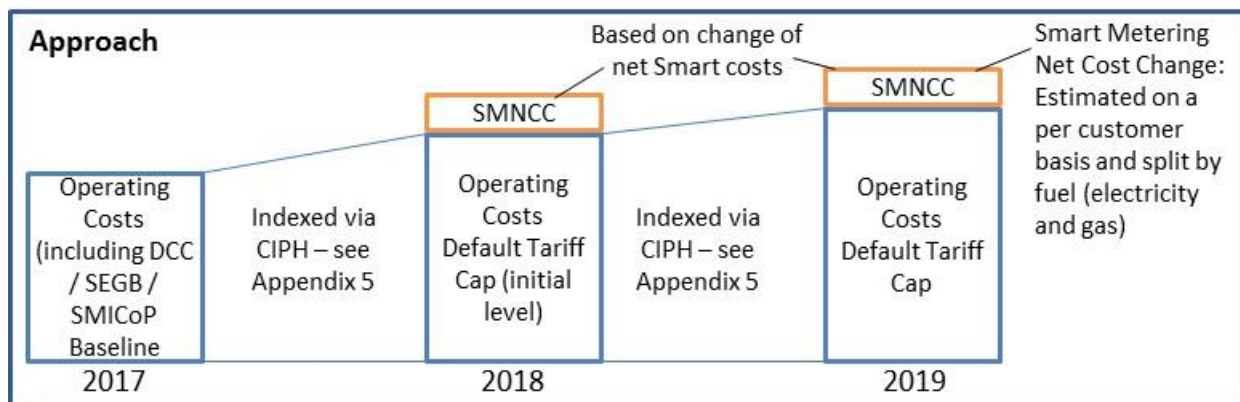 Approach
Based on change of
net Smart costs
Smart Metering
Net Cost Change:
Estimated on a
per customer
basis and split by
fuel (electricity
and gas)
SMNCC
SMNCC
Operating
Costs
(including DCC
/ SEGB /
SMICoP
Baseline
Indexed via
CIPH – see
Appendix 5
Operating
Costs
Default Tariff
Cap (initial
level)
Indexed via
CIPH – see
Appendix 5
Operating
Costs
Default Tariff
Cap
2017
2018
2019